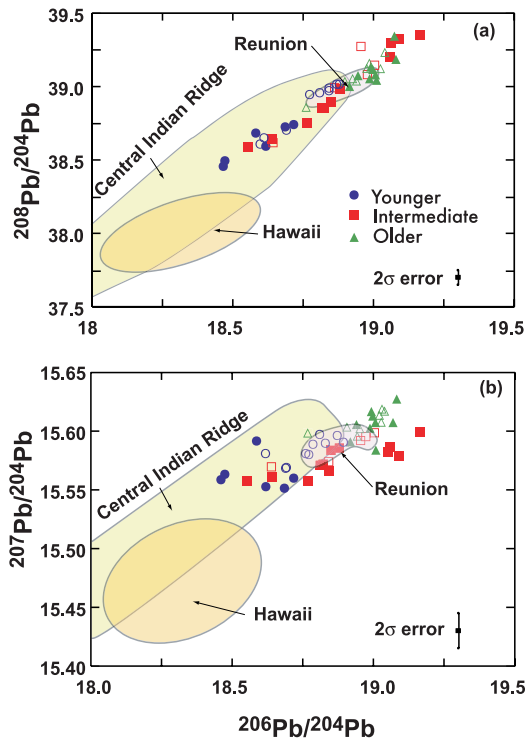 39.5
39.0
38.5
38.0
37.5
208Pb/204Pb
(a)
Reunion
Central Indian Ridge
Hawaii
Younger
Intermediate
Older
2σ error
18
18.5
19.0
19.5
15.65
15.60
15.55
15.50
15.45
15.40
207Pb/204Pb
(b)
Central Indian Ridge
Reunion
Hawaii
2σ error
18.0
18.5
19.0
19.5
206Pb/204Pb